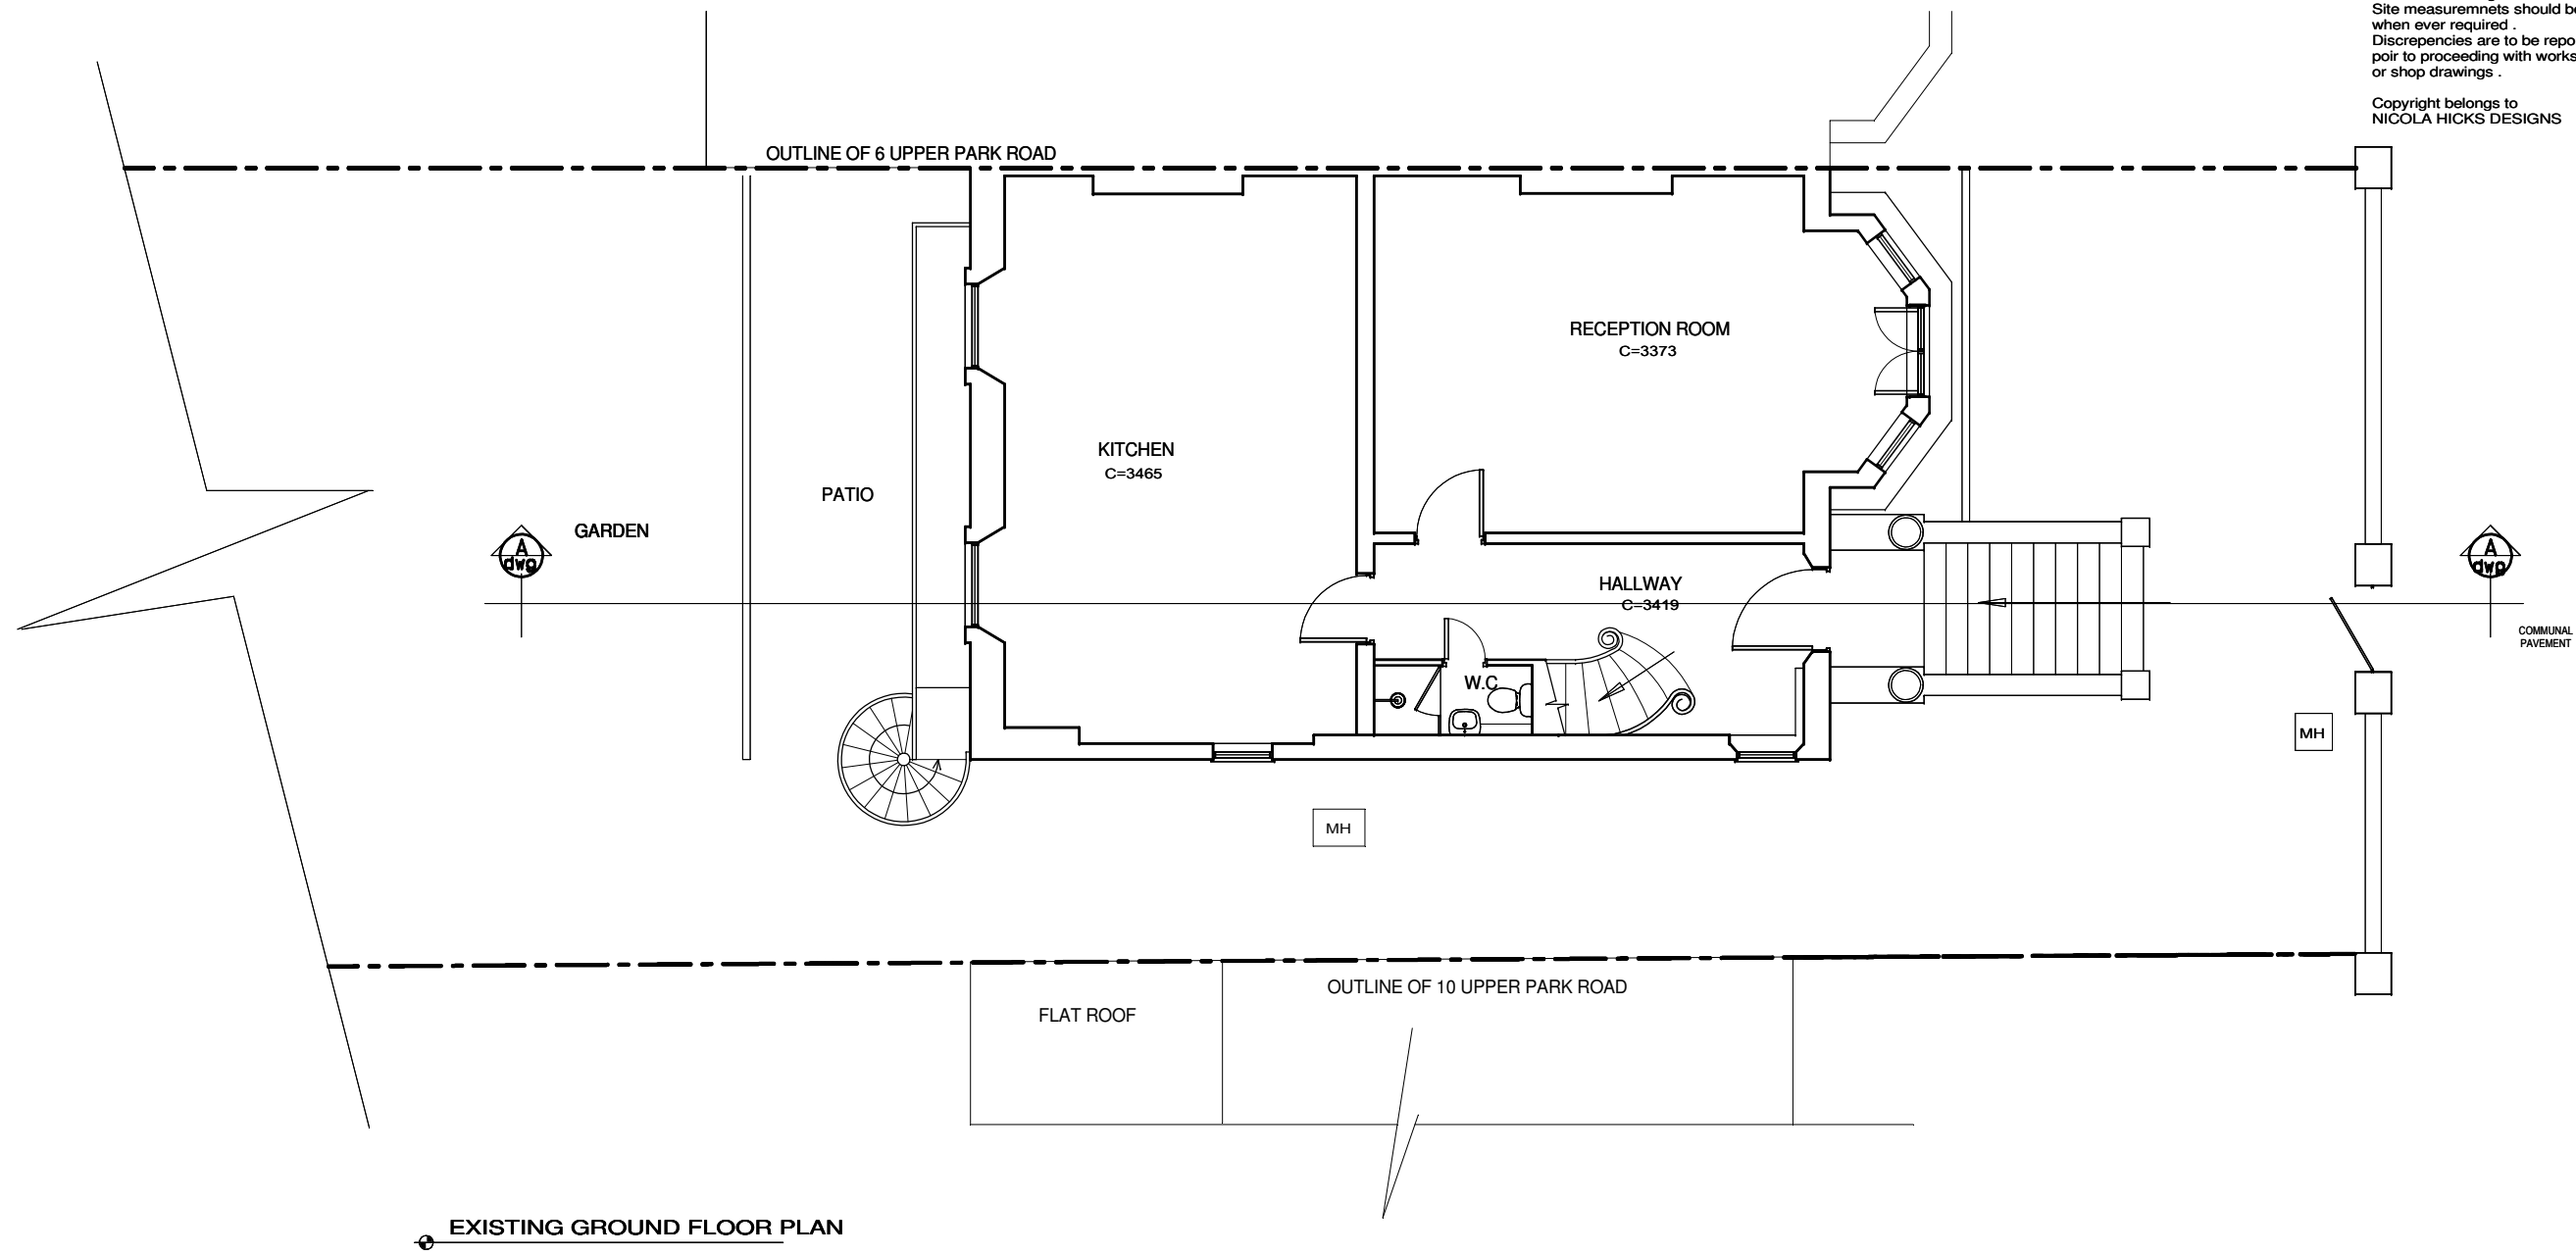 Site measuremnets should be
when ever required .
Discrepencies are to be repo
poir to proceeding with works
or shop drawings .
Copyright belongs to
NICOLA HICKS DESIGNS
OUTLINE OF 6 UPPER PARK ROAD
RECEPTION ROOM
C=3373
KITCHEN
C=3465
PATIO
GARDEN
A
dwg
HALLWAY
C=3419
A
dwg
COMMUNAL
PAVEMENT
W.C
MH
MH
OUTLINE OF 10 UPPER PARK ROAD
FLAT ROOF
EXISTING GROUND FLOOR PLAN